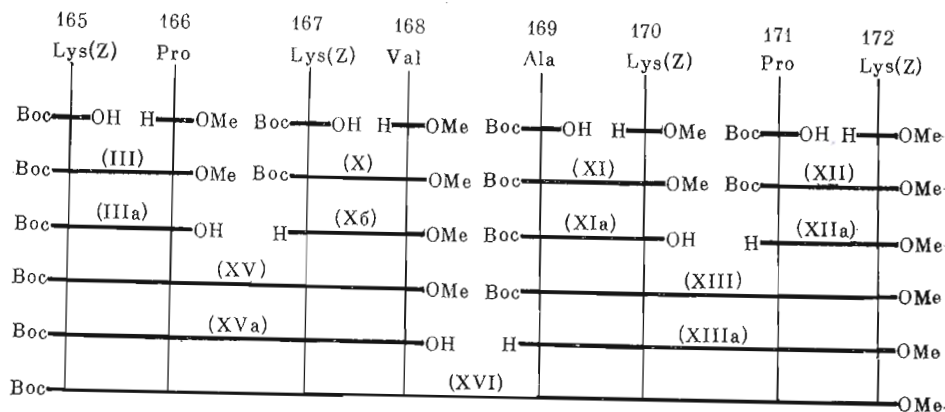 165 166 167 168 169 170 171 172
Lys(Z) Pro Lys(Z) Val Ala Lys(Z) Pro Lys(Z)
Boc OH H OMe Boc OH H OMe Boc OH H OMe Boc OH H OMe
(III) (X) (XI) (XII)
Boc OMe Boc OMe Boc OMe Boc OMe
(IIIa) (Xб) (XIa) (XIIa)
Boc OH H OMe Boc OH H OMe
(XV) (XIII)
Boc OMe Boc OMe
(XVa) (XIIIa)
Boc OH H OMe
(XVI)
Boc OMe